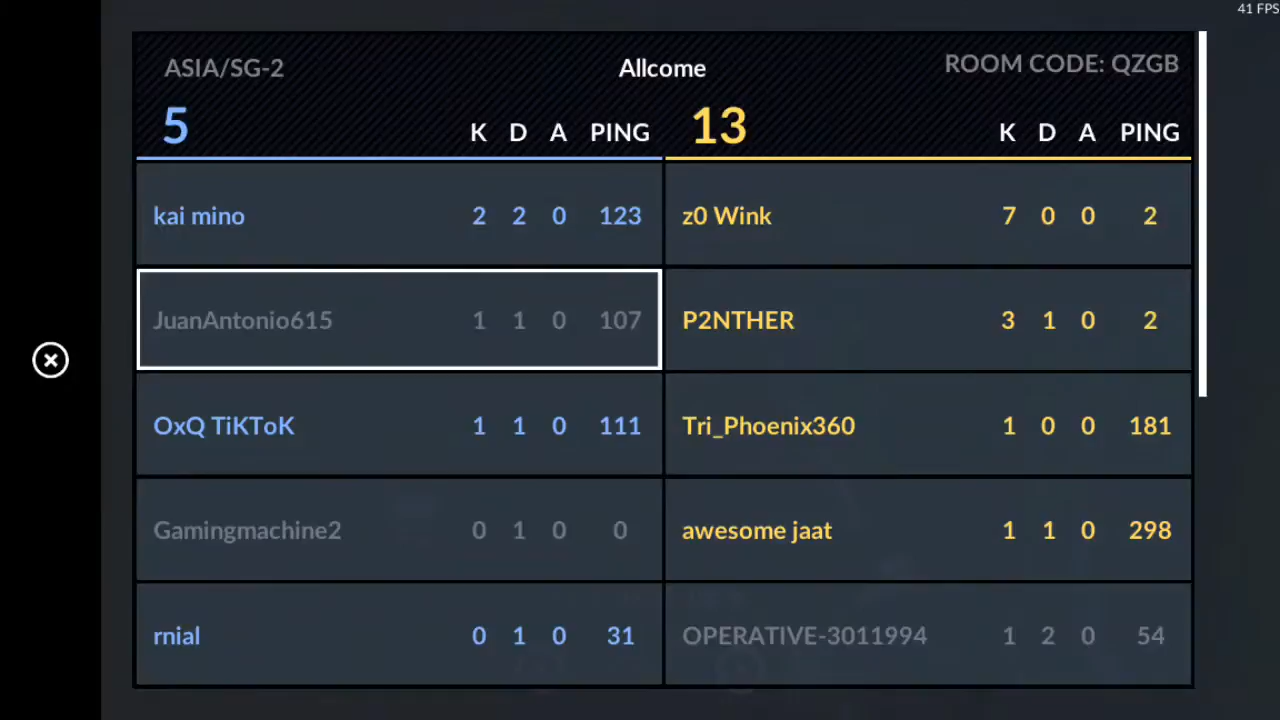 41 FPS
ASIA/SG-2 Allcome ROOM CODE: QZGB
5 K D A PING 13 K D A PING
kai mino 2 2 0 123 z0 Wink 7 0 0 2
JuanAntonio615 1 1 0 107 P2NTHER 3 1 0 2
OxQ TiKToK 1 1 0 111 Tri_Phoenix360 1 0 0 181
Gamingmachine2 0 1 0 0 awesome jaat 1 1 0 298
rnial 0 1 0 31 OPERATIVE-3011994 1 2 0 54